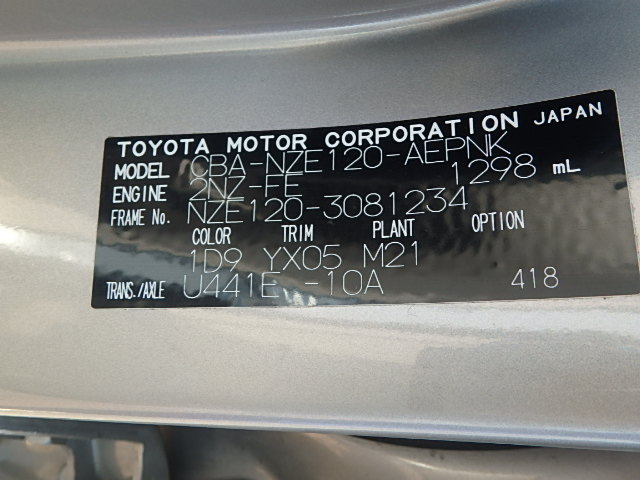 TOYOTA MOTOR CORPORATION JAPAN
MODEL CBA-NZE120-AEPNK
ENGINE 2NZ-FE 1298 mL
FRAME No. NZE120-3081234
COLOR TRIM PLANT OPTION
1D9 YX05 M21
TRANS./AXLE U441E -10A 418